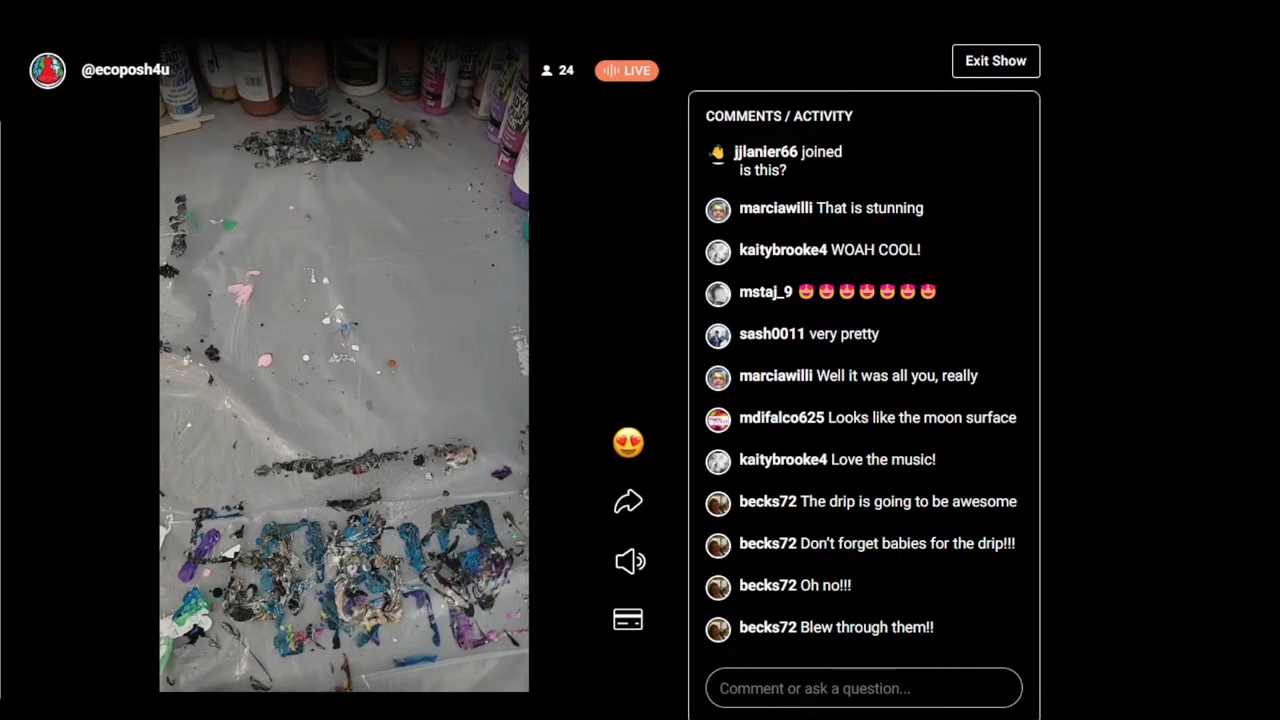 @ecoposh4u
24
LIVE
Exit Show
COMMENTS / ACTIVITY
jjlanier66 joined
is this?
marciawilli That is stunning
kaitybrooke4 WOAH COOL!
mstaj_9 😍😍😍😍😍😍😍
sash0011 very pretty
marciawilli Well it was all you, really
mdifalco625 Looks like the moon surface
kaitybrooke4 Love the music!
becks72 The drip is going to be awesome
becks72 Don't forget babies for the drip!!!
becks72 Oh no!!!
becks72 Blew through them!!
Comment or ask a question...